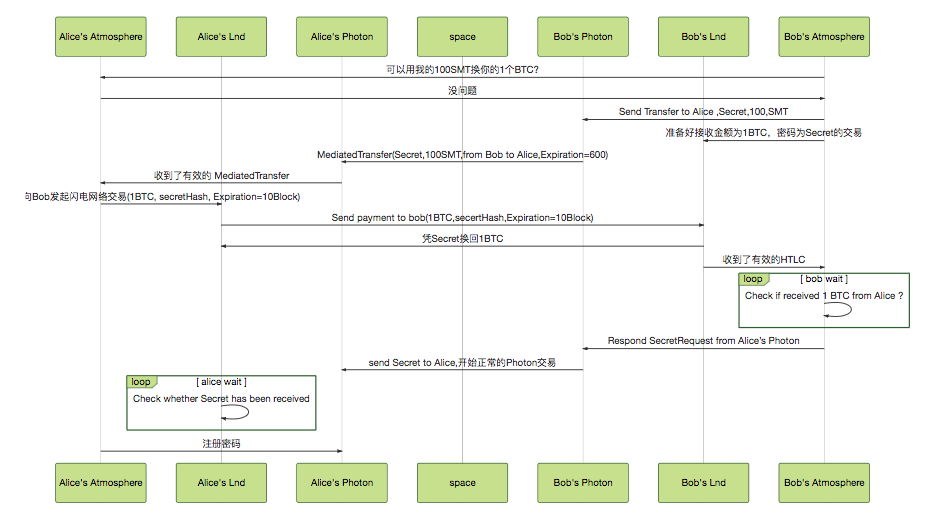 Alice's Atmosphere
Alice's Lnd
Alice's Photon
space
Bob's Photon
Bob's Lnd
Bob's Atmosphere
可以用我的100SMT换你的1个BTC?
没问题
Send Transfer to Alice ,Secret,100,SMT
准备好接收金额为1BTC，密码为Secret的交易
MediatedTransfer(Secret,100SMT,from Bob to Alice,Expiration=600)
收到了有效的 MediatedTransfer
向Bob发起闪电网络交易(1BTC, secretHash, Expiration=10Block)
Send payment to bob(1BTC,secertHash,Expiration=10Block)
凭Secret换回1BTC
收到了有效的HTLC
loop
[ bob wait ]
Check if received 1 BTC from Alice ?
Respond SecretRequest from Alice's Photon
send Secret to Alice,开始正常的Photon交易
loop
[ alice wait ]
Check whether Secret has been received
注册密码
Alice's Atmosphere
Alice's Lnd
Alice's Photon
space
Bob's Photon
Bob's Lnd
Bob's Atmosphere